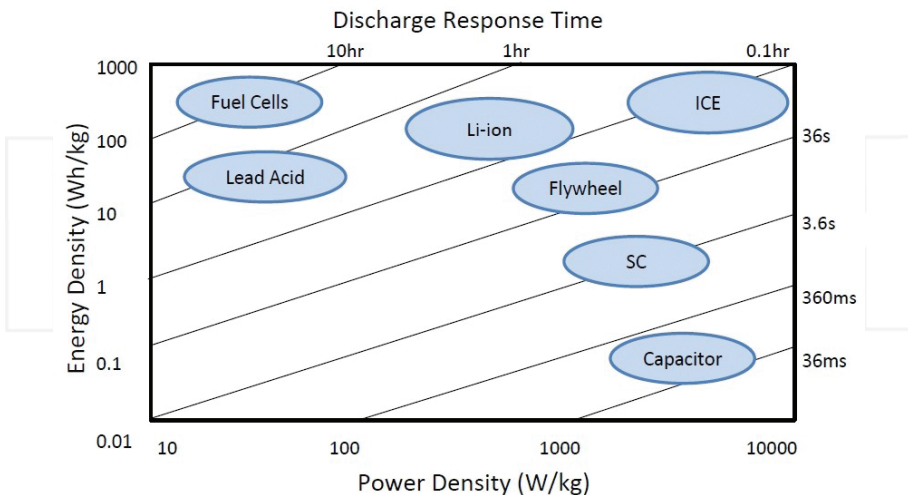 Discharge Response Time
10hr 1hr 0.1hr
1000
Fuel Cells
ICE
Li-ion
100
36s
Lead Acid
Flywheel
10
3.6s
SC
1
360ms
0.1
Capacitor
36ms
0.01
Energy Density (Wh/kg)
10 100 1000 10000
Power Density (W/kg)